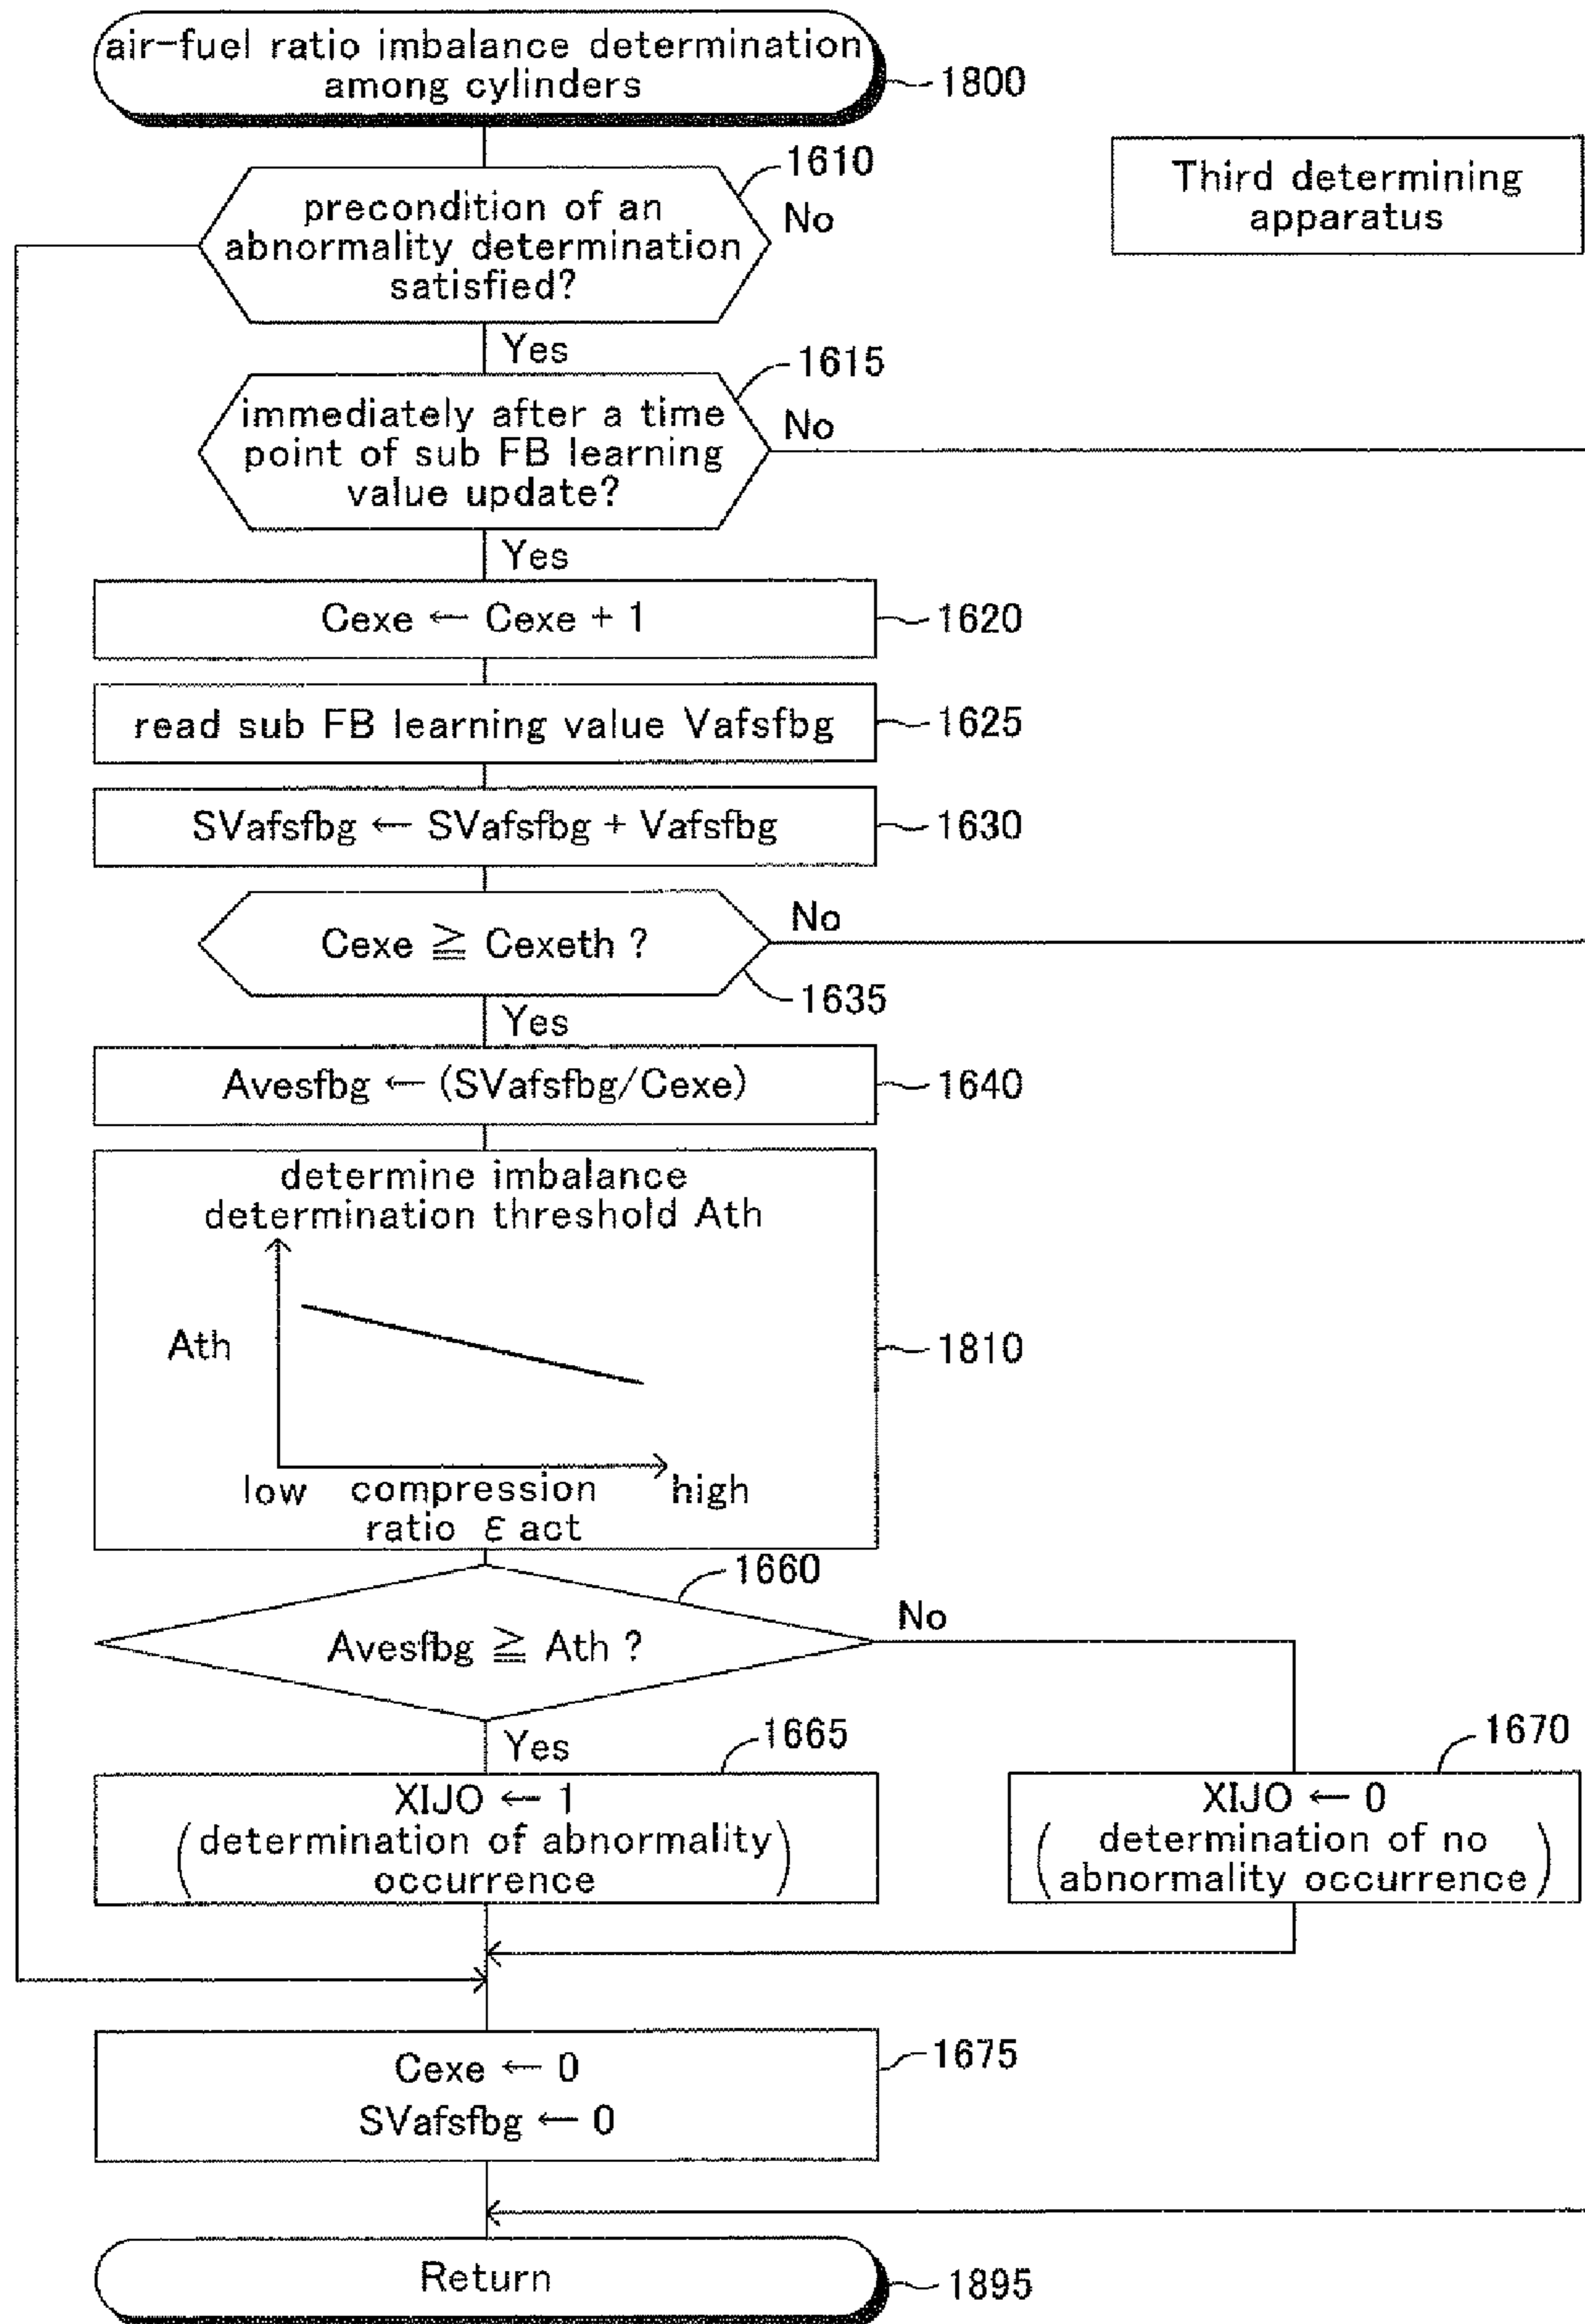 air-fuel ratio imbalance determination
among cylinders
1800
Third determining
apparatus
1610
precondition of an
abnormality determination
satisfied?
No
Yes
1615
immediately after a time
point of sub FB learning
value update?
No
Yes
Cexe ← Cexe + 1
1620
read sub FB learning value Vafsfbg
1625
SVafsfbg ← SVafsfbg + Vafsfbg
1630
Cexe ≧ Cexeth ?
No
1635
Yes
Avesfbg ← (SVafsfbg/Cexe)
1640
determine imbalance
determination threshold Ath
Ath
1810
low compression high
ratio ε act
1660
Avesfbg ≧ Ath ?
No
Yes
1665
XIJO ← 1
(determination of abnormality
occurrence)
1670
XIJO ← 0
(determination of no
abnormality occurrence)
Cexe ← 0
SVafsfbg ← 0
1675
Return
1895